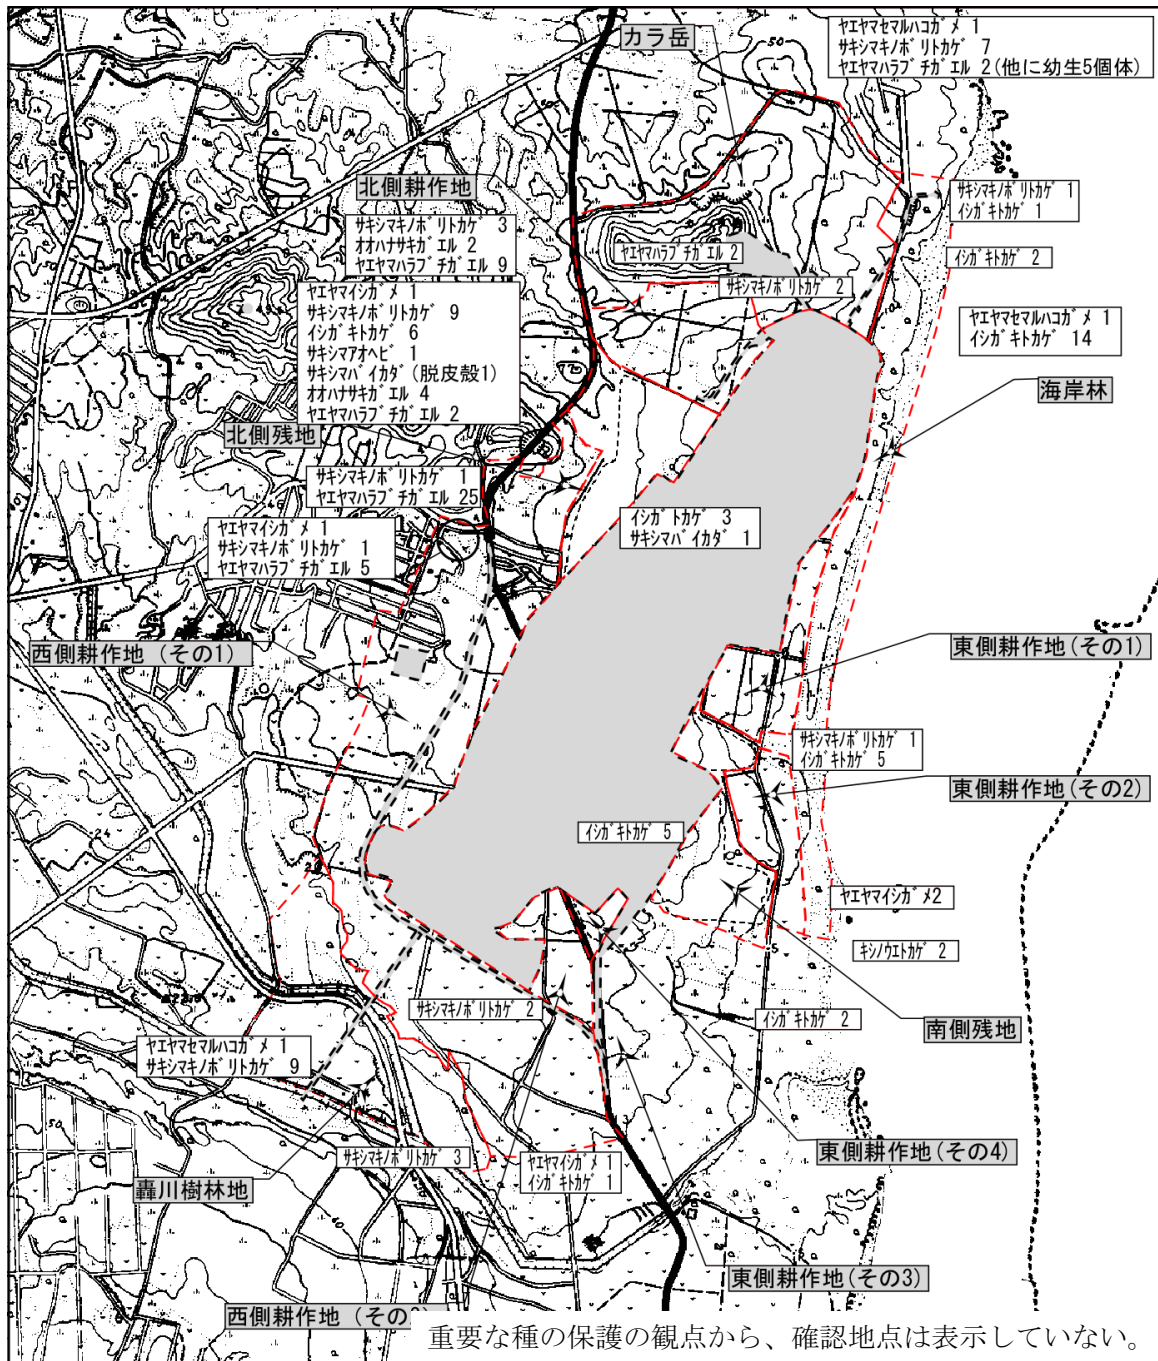 カラ岳
ヤエヤマセマルハコガメ 1
サキシマキノボリトカゲ 7
ヤエヤマハラブチガエル 2(他に幼生5個体)
50
北側耕作地
サキシマキノボリトカゲ 3
オオハナサキガエル 2
ヤエヤマハラブチガエル 9
サキシマキノボリトカゲ 1
イシガキトカゲ 1
ヤエヤマハラブチガエル 2
イシガキトカゲ 2
サキシマキノボリトカゲ 2
ヤエヤマイシガメ 1
サキシマキノボリトカゲ 9
イシガキトカゲ 6
サキシマアオヘビ 1
サキシマバイカダ(脱皮殻1)
オオハナサキガエル 4
ヤエヤマハラブチガエル 2
ヤエヤマセマルハコガメ 1
イシガキトカゲ 14
海岸林
北側残地
サキシマキノボリトカゲ 1
ヤエヤマハラブチガエル 25
イシガトカゲ 3
サキシマバイカダ 1
ヤエヤマイシガメ 1
サキシマキノボリトカゲ 1
ヤエヤマハラブチガエル 5
西側耕作地(その1)
東側耕作地(その1)
サキシマキノボリトカゲ 1
イシガキトカゲ 5
東側耕作地(その2)
24
イシガキトカゲ 5
ヤエヤマイシガメ2
キシノウエトカゲ 2
サキシマキノボリトカゲ 2
イシガキトカゲ 2
南側残地
ヤエヤマセマルハコガメ 1
サキシマキノボリトカゲ 9
50
東側耕作地(その4)
サキシマキノボリトカゲ 3
ヤエヤマイシガメ 1
イシガキトカゲ 1
轟川樹林地
東側耕作地(その3)
西側耕作地(その
重要な種の保護の観点から、確認地点は表示していない。